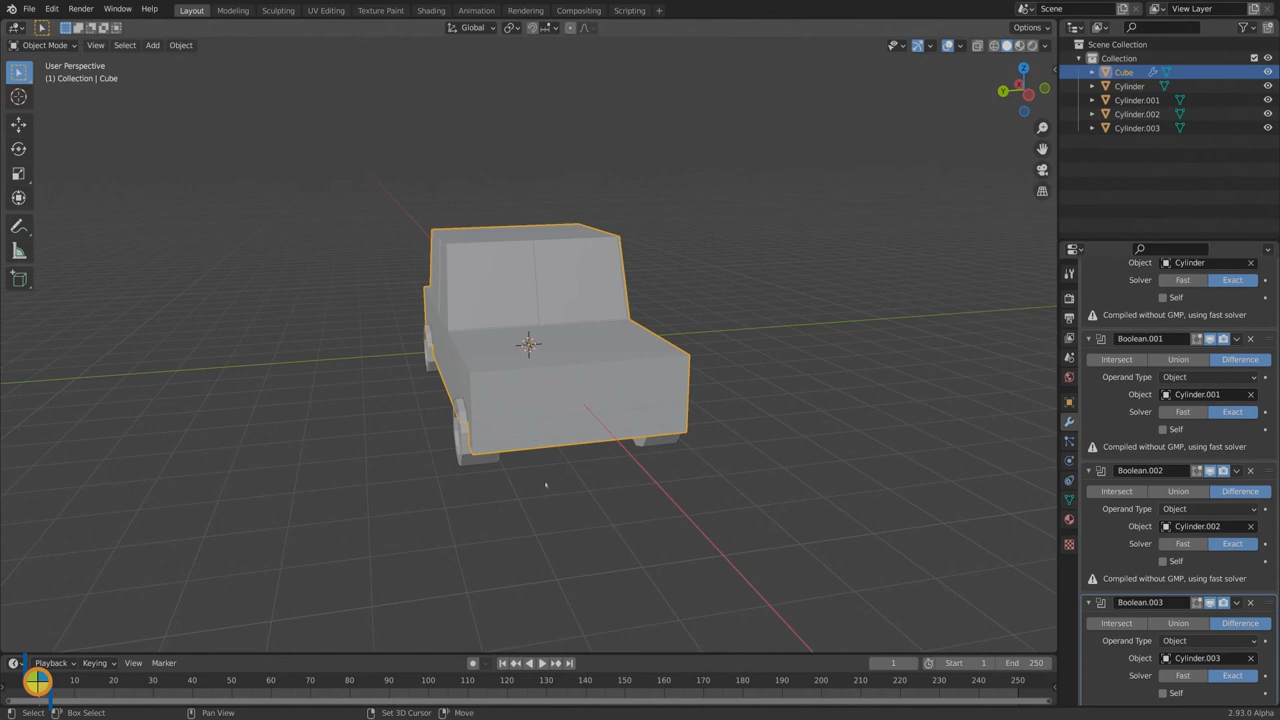 File Edit Render Window Help Layout Modeling Sculpting UV Editing Texture Paint Shading Animation Rendering Compositing Scripting + Scene View Layer
Global Options
Object Mode View Select Add Object
User Perspective
(1) Collection | Cube
Z
Y
X
Scene Collection
Collection
Cube
Cylinder
Cylinder.001
Cylinder.002
Cylinder.003
Object Cylinder
Solver Fast Exact
Self
Compiled without GMP, using fast solver
Boolean.001
Intersect Union Difference
Operand Type Object
Object Cylinder.001
Solver Fast Exact
Self
Compiled without GMP, using fast solver
Boolean.002
Intersect Union Difference
Operand Type Object
Object Cylinder.002
Solver Fast Exact
Self
Compiled without GMP, using fast solver
Boolean.003
Intersect Union Difference
Operand Type Object
Object Cylinder.003
Solver Fast Exact
Self
Playback Keying View Marker 1 Start 1 End 250
10 20 30 40 50 60 70 80 90 100 110 120 130 140 150 160 170 180 190 200 210 220 230 240 250
Select Box Select Pan View Set 3D Cursor Move 2.93.0 Alpha